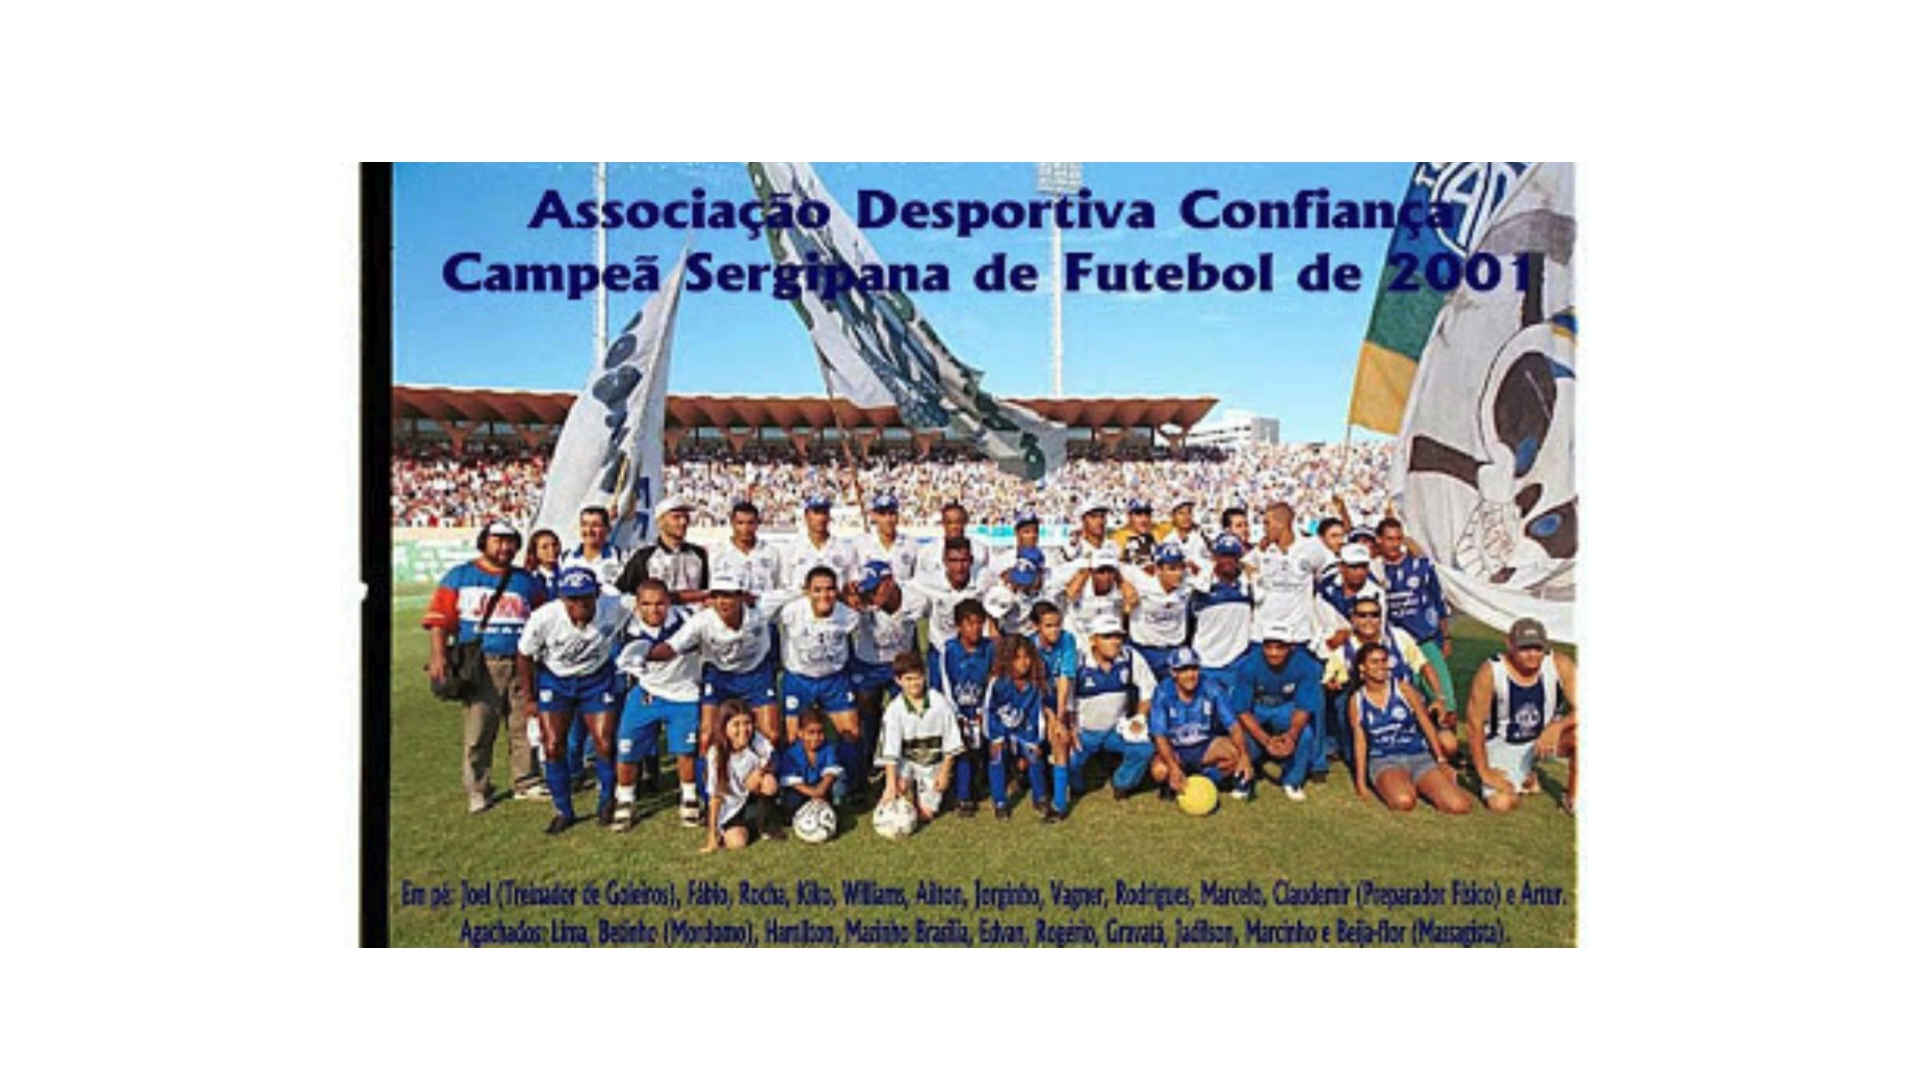 Associação Desportiva Confiança
Campeã Sergipana de Futebol de 2001
Em pé: Joel (Treinador de Goleiros), Fábio, Rocha, Kiko, Williams, Ailton, Jorginho, Vagner, Rodrigues, Marcelo, Claudemir (Preparador Físico) e Artur.
Agachados: Lima, Betinho (Mordomo), Hamilton, Marinho Brasília, Edvan, Rogério, Gravatá, Jadilson, Marcinho e Beija-flor (Massagista).